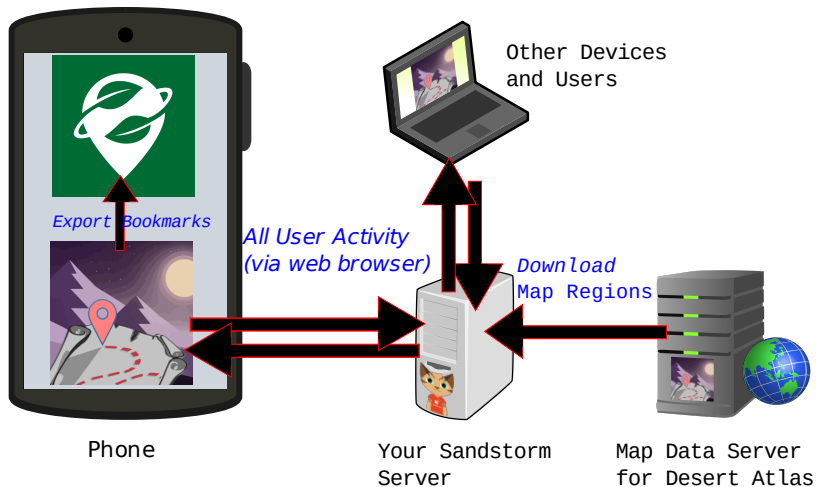 Other Devices
and Users
Export Bookmarks
All User Activity
(via web browser)
Download
Map Regions
Phone
Your Sandstorm
Server
Map Data Server
for Desert Atlas